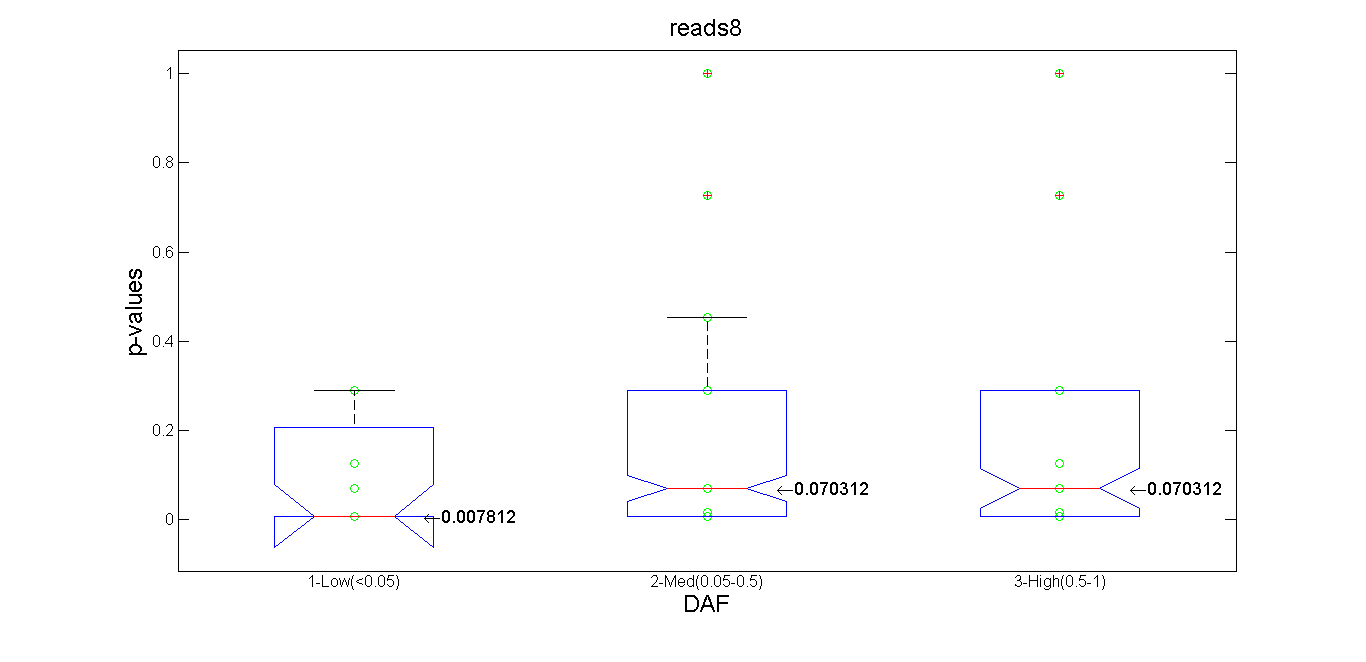 reads8
1
0.8
0.6
0.4
0.2
0
p-values
←0.007812
←0.070312
←0.070312
1-Low(<0.05)
2-Med(0.05-0.5)
3-High(0.5-1)
DAF